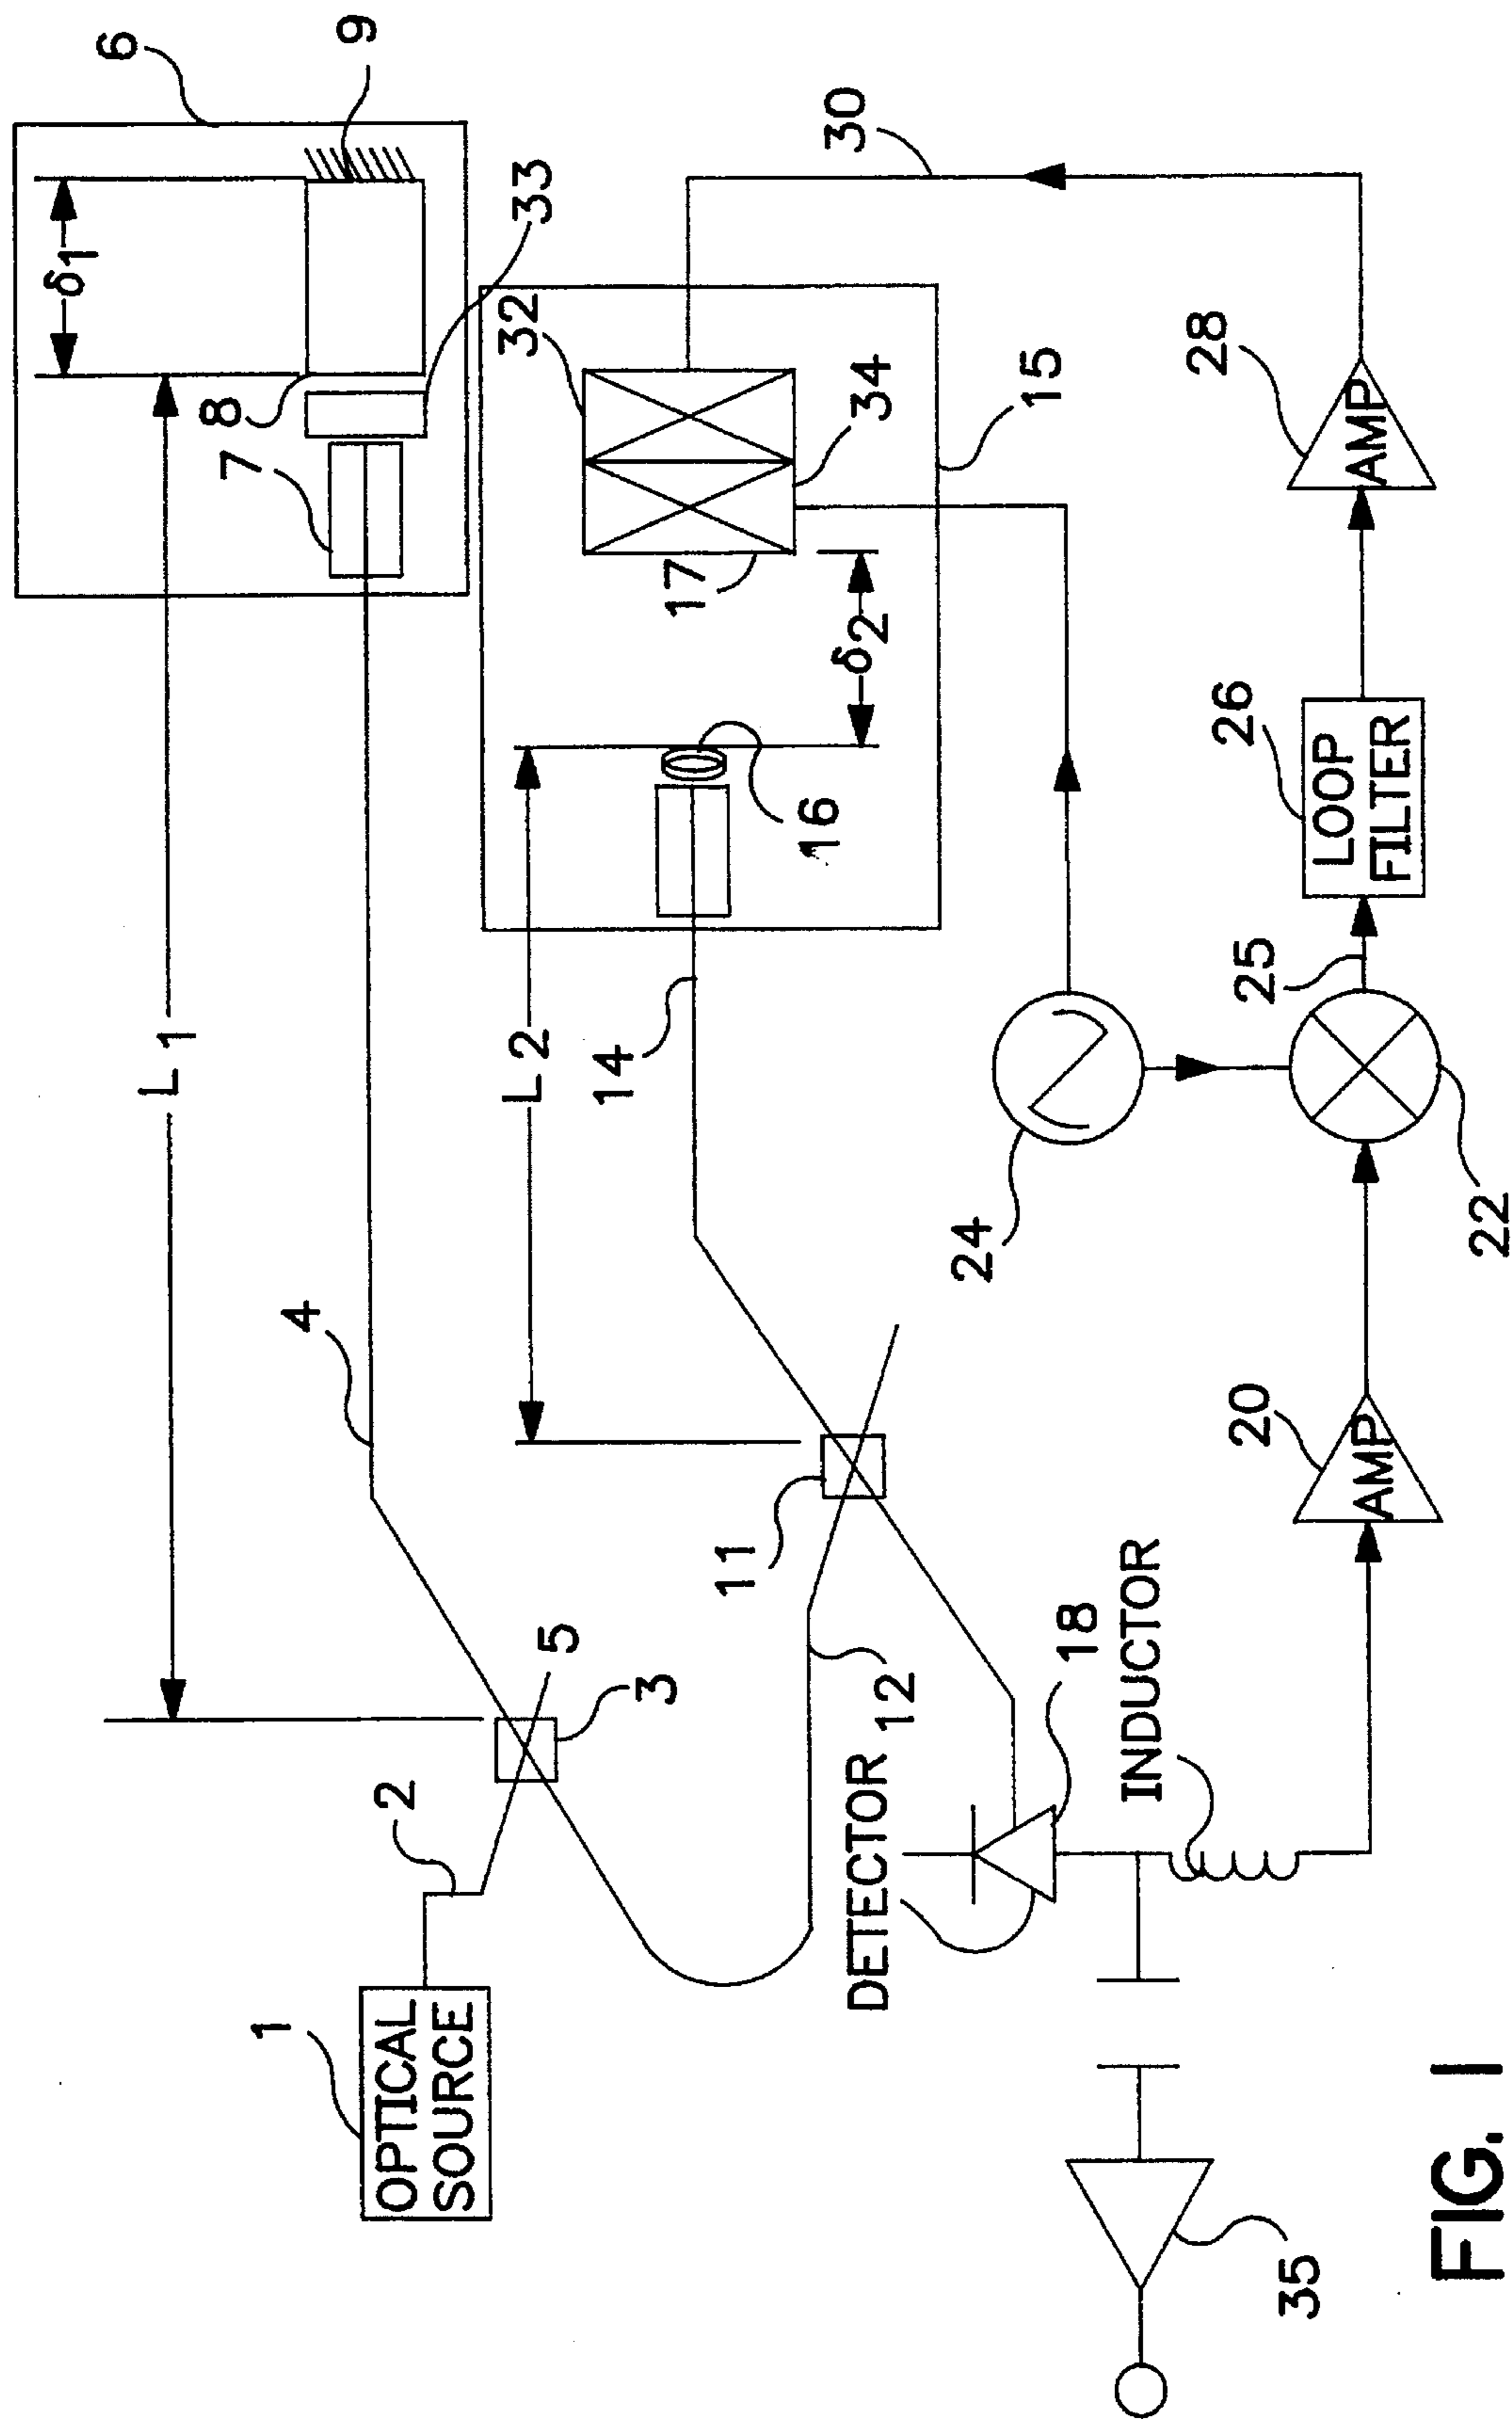 6
9
δ1
L1
8
33
7
30
32
34
17
15
δ2
28
AMP
L2
14
16
26
LOOP
FILTER
4
24
25
22
5
3
11
20
AMP
2
12
1
OPTICAL
SOURCE
DETECTOR
18
INDUCTOR
35
FIG. 1